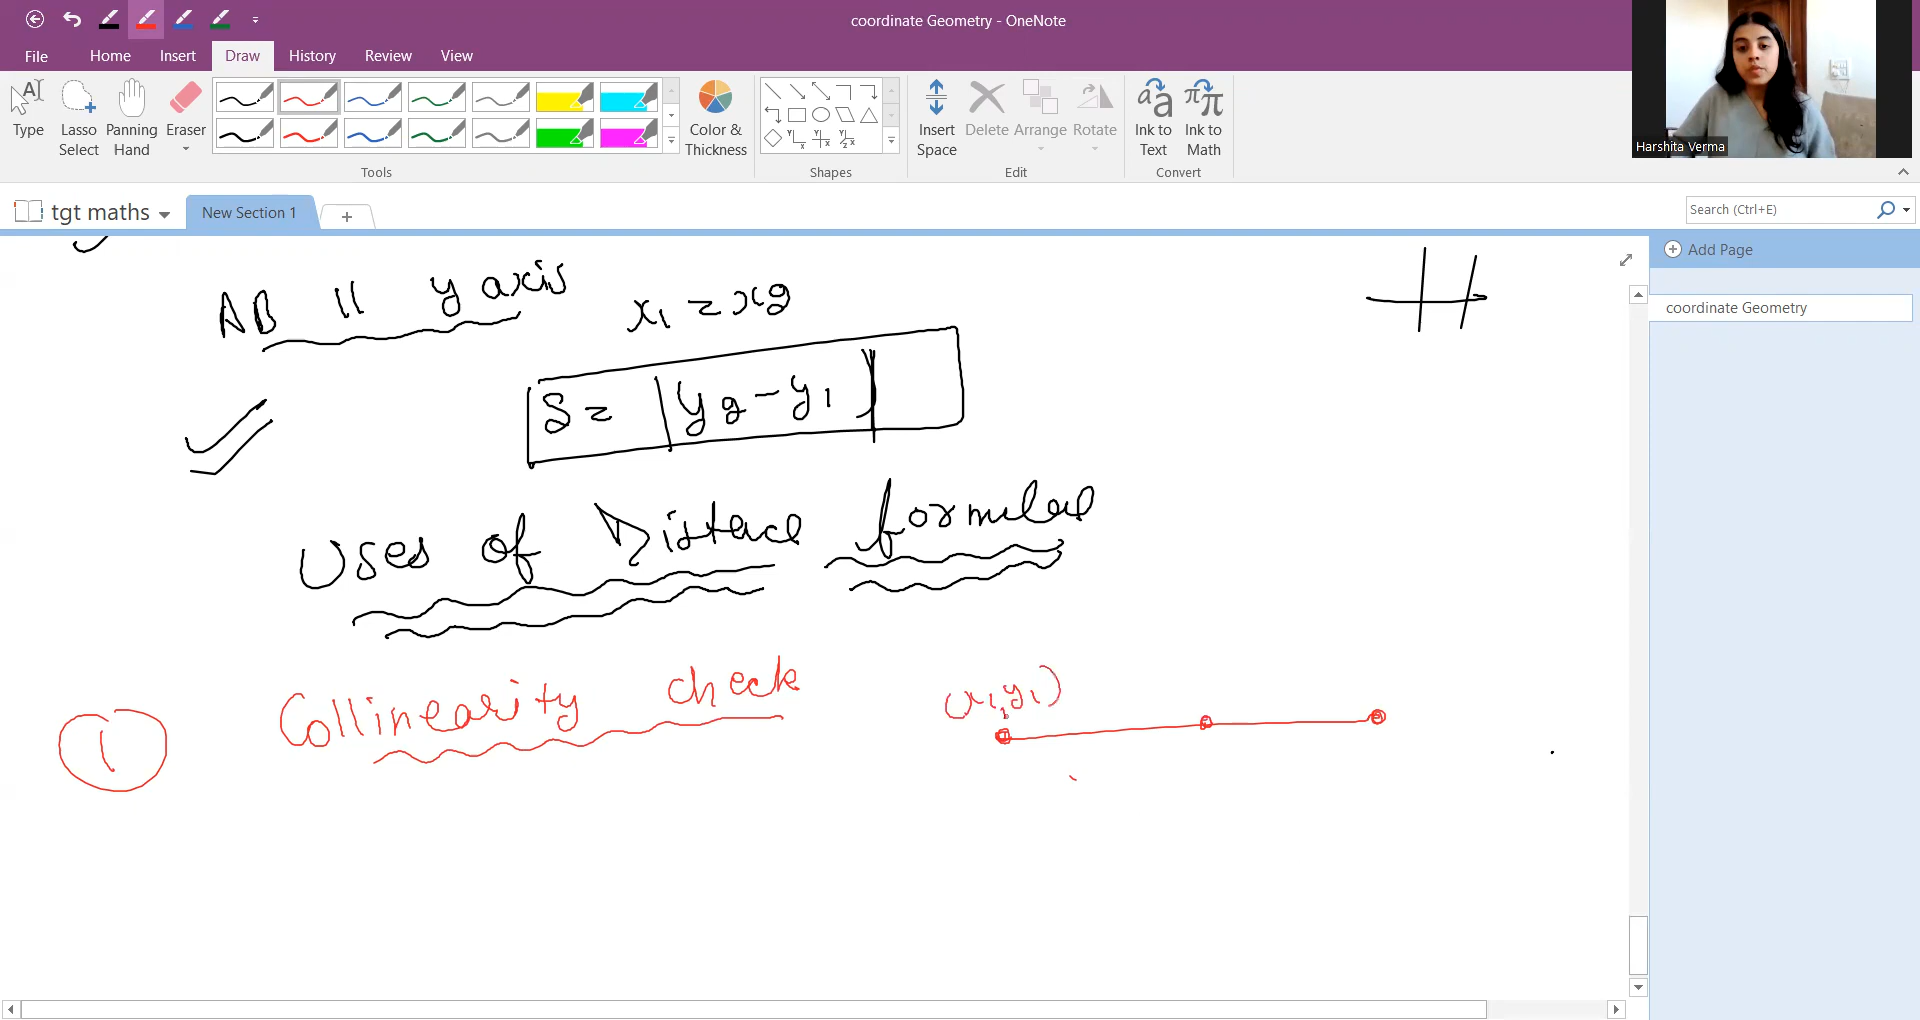 coordinate Geometry - OneNote
File Home Insert Draw History Review View
Type Lasso Select Panning Hand Eraser Color & Thickness Insert Space Delete Arrange Rotate Ink to Text Ink to Math
Tools Shapes Edit Convert
Harshita Verma
tgt maths New Section 1 +
Search (Ctrl+E)
Add Page
coordinate Geometry
AB || y axis x₁ = x₂
S = |y₂ - y₁|
Uses of Distace formulae
① Collinearity check (x₁, y₁)